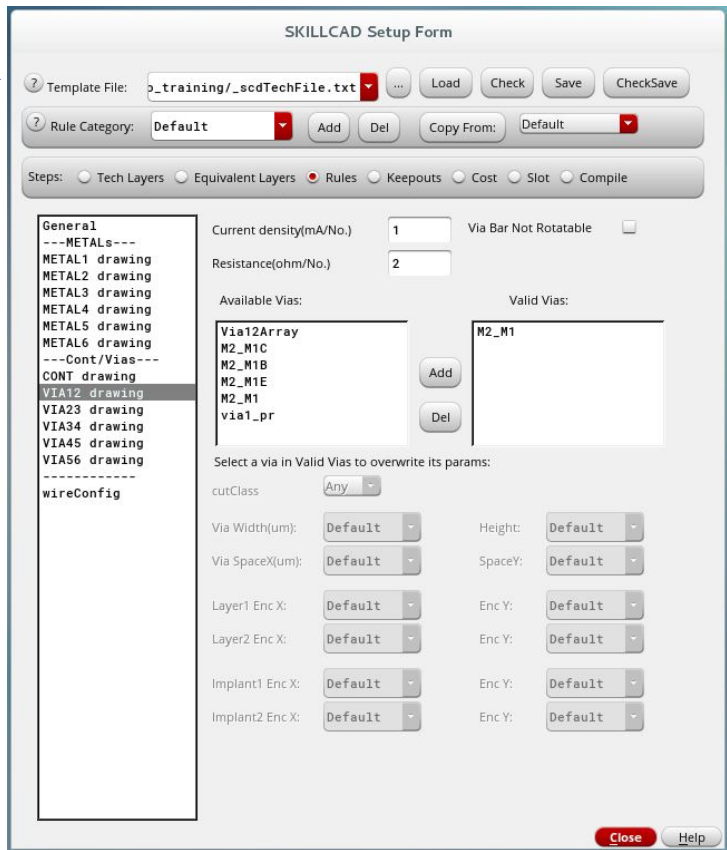 SKILLCAD Setup Form
? Template File: o_training/_scdTechFile.txt ... Load Check Save CheckSave
? Rule Category: Default Add Del Copy From: Default
Steps: Tech Layers Equivalent Layers Rules Keepouts Cost Slot Compile
General
---METALs---
METAL1 drawing
METAL2 drawing
METAL3 drawing
METAL4 drawing
METAL5 drawing
METAL6 drawing
---Cont/Vias---
CONT drawing
VIA12 drawing
VIA23 drawing
VIA34 drawing
VIA45 drawing
VIA56 drawing
------------
wireConfig
Current density(mA/No.) 1 Via Bar Not Rotatable
Resistance(ohm/No.) 2
Available Vias: Valid Vias:
Via12Array
M2_M1C
M2_M1B
M2_M1E
M2_M1
via1_pr
Add
Del
M2_M1
Select a via in Valid Vias to overwrite its params:
cutClass Any
Via Width(um): Default Height: Default
Via SpaceX(um): Default SpaceY: Default
Layer1 Enc X: Default Enc Y: Default
Layer2 Enc X: Default Enc Y: Default
Implant1 Enc X: Default Enc Y: Default
Implant2 Enc X: Default Enc Y: Default
Close Help